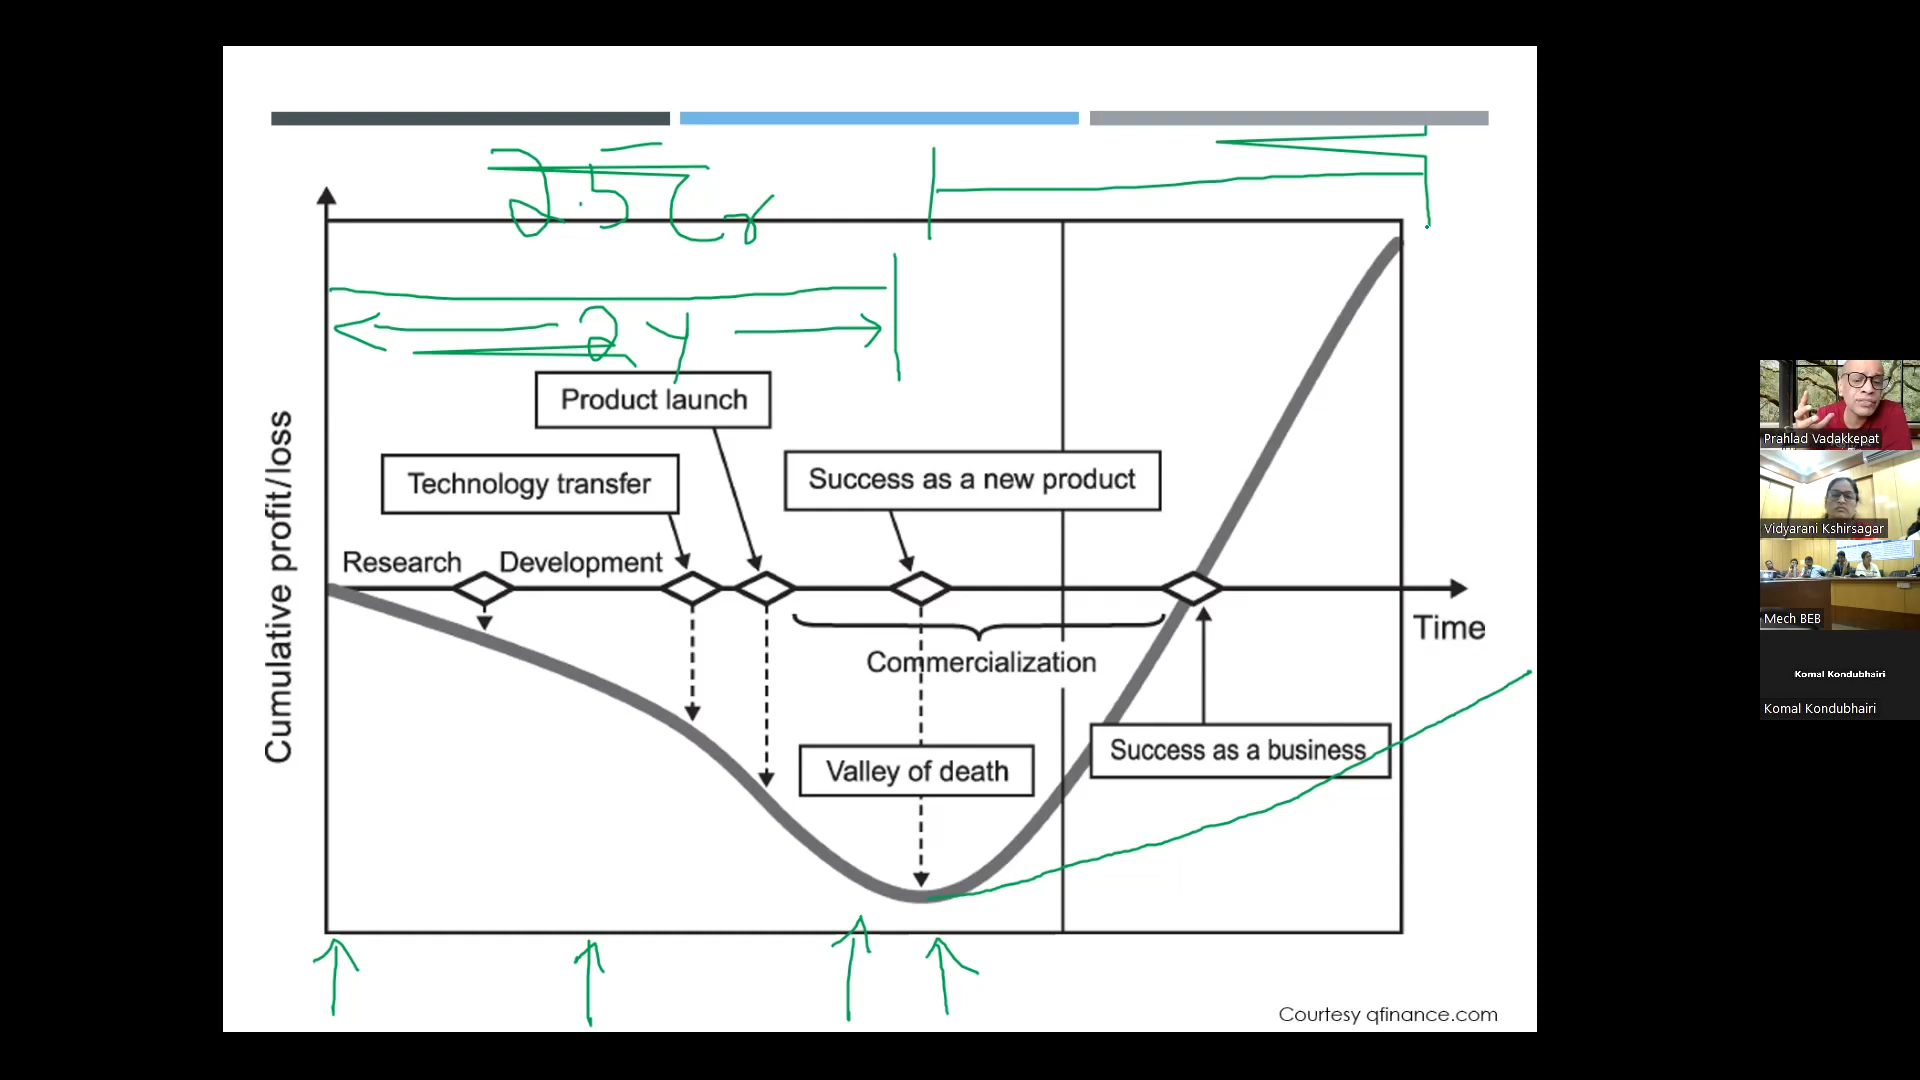 2.5 Cr
2 Y
Product launch
Technology transfer
Success as a new product
Research
Development
Cumulative profit/loss
Time
Commercialization
Valley of death
Success as a business
Courtesy qfinance.com
Prahlad Vadakkepat
Vidyarani Kshirsagar
Mech BEB
Komal Kondubhairi
Komal Kondubhairi